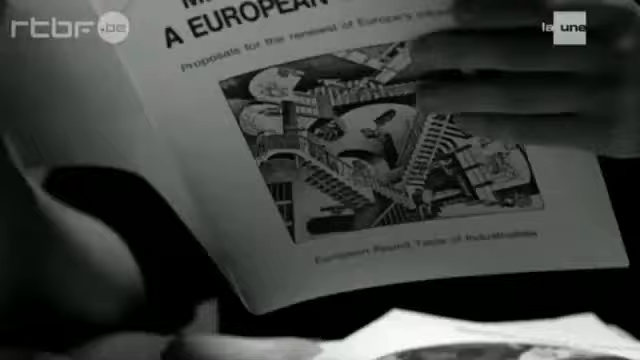 rtbf.be
la une
A EUROPEAN
Proposals for the renewal of Europe's
European Round Table of Industrialists